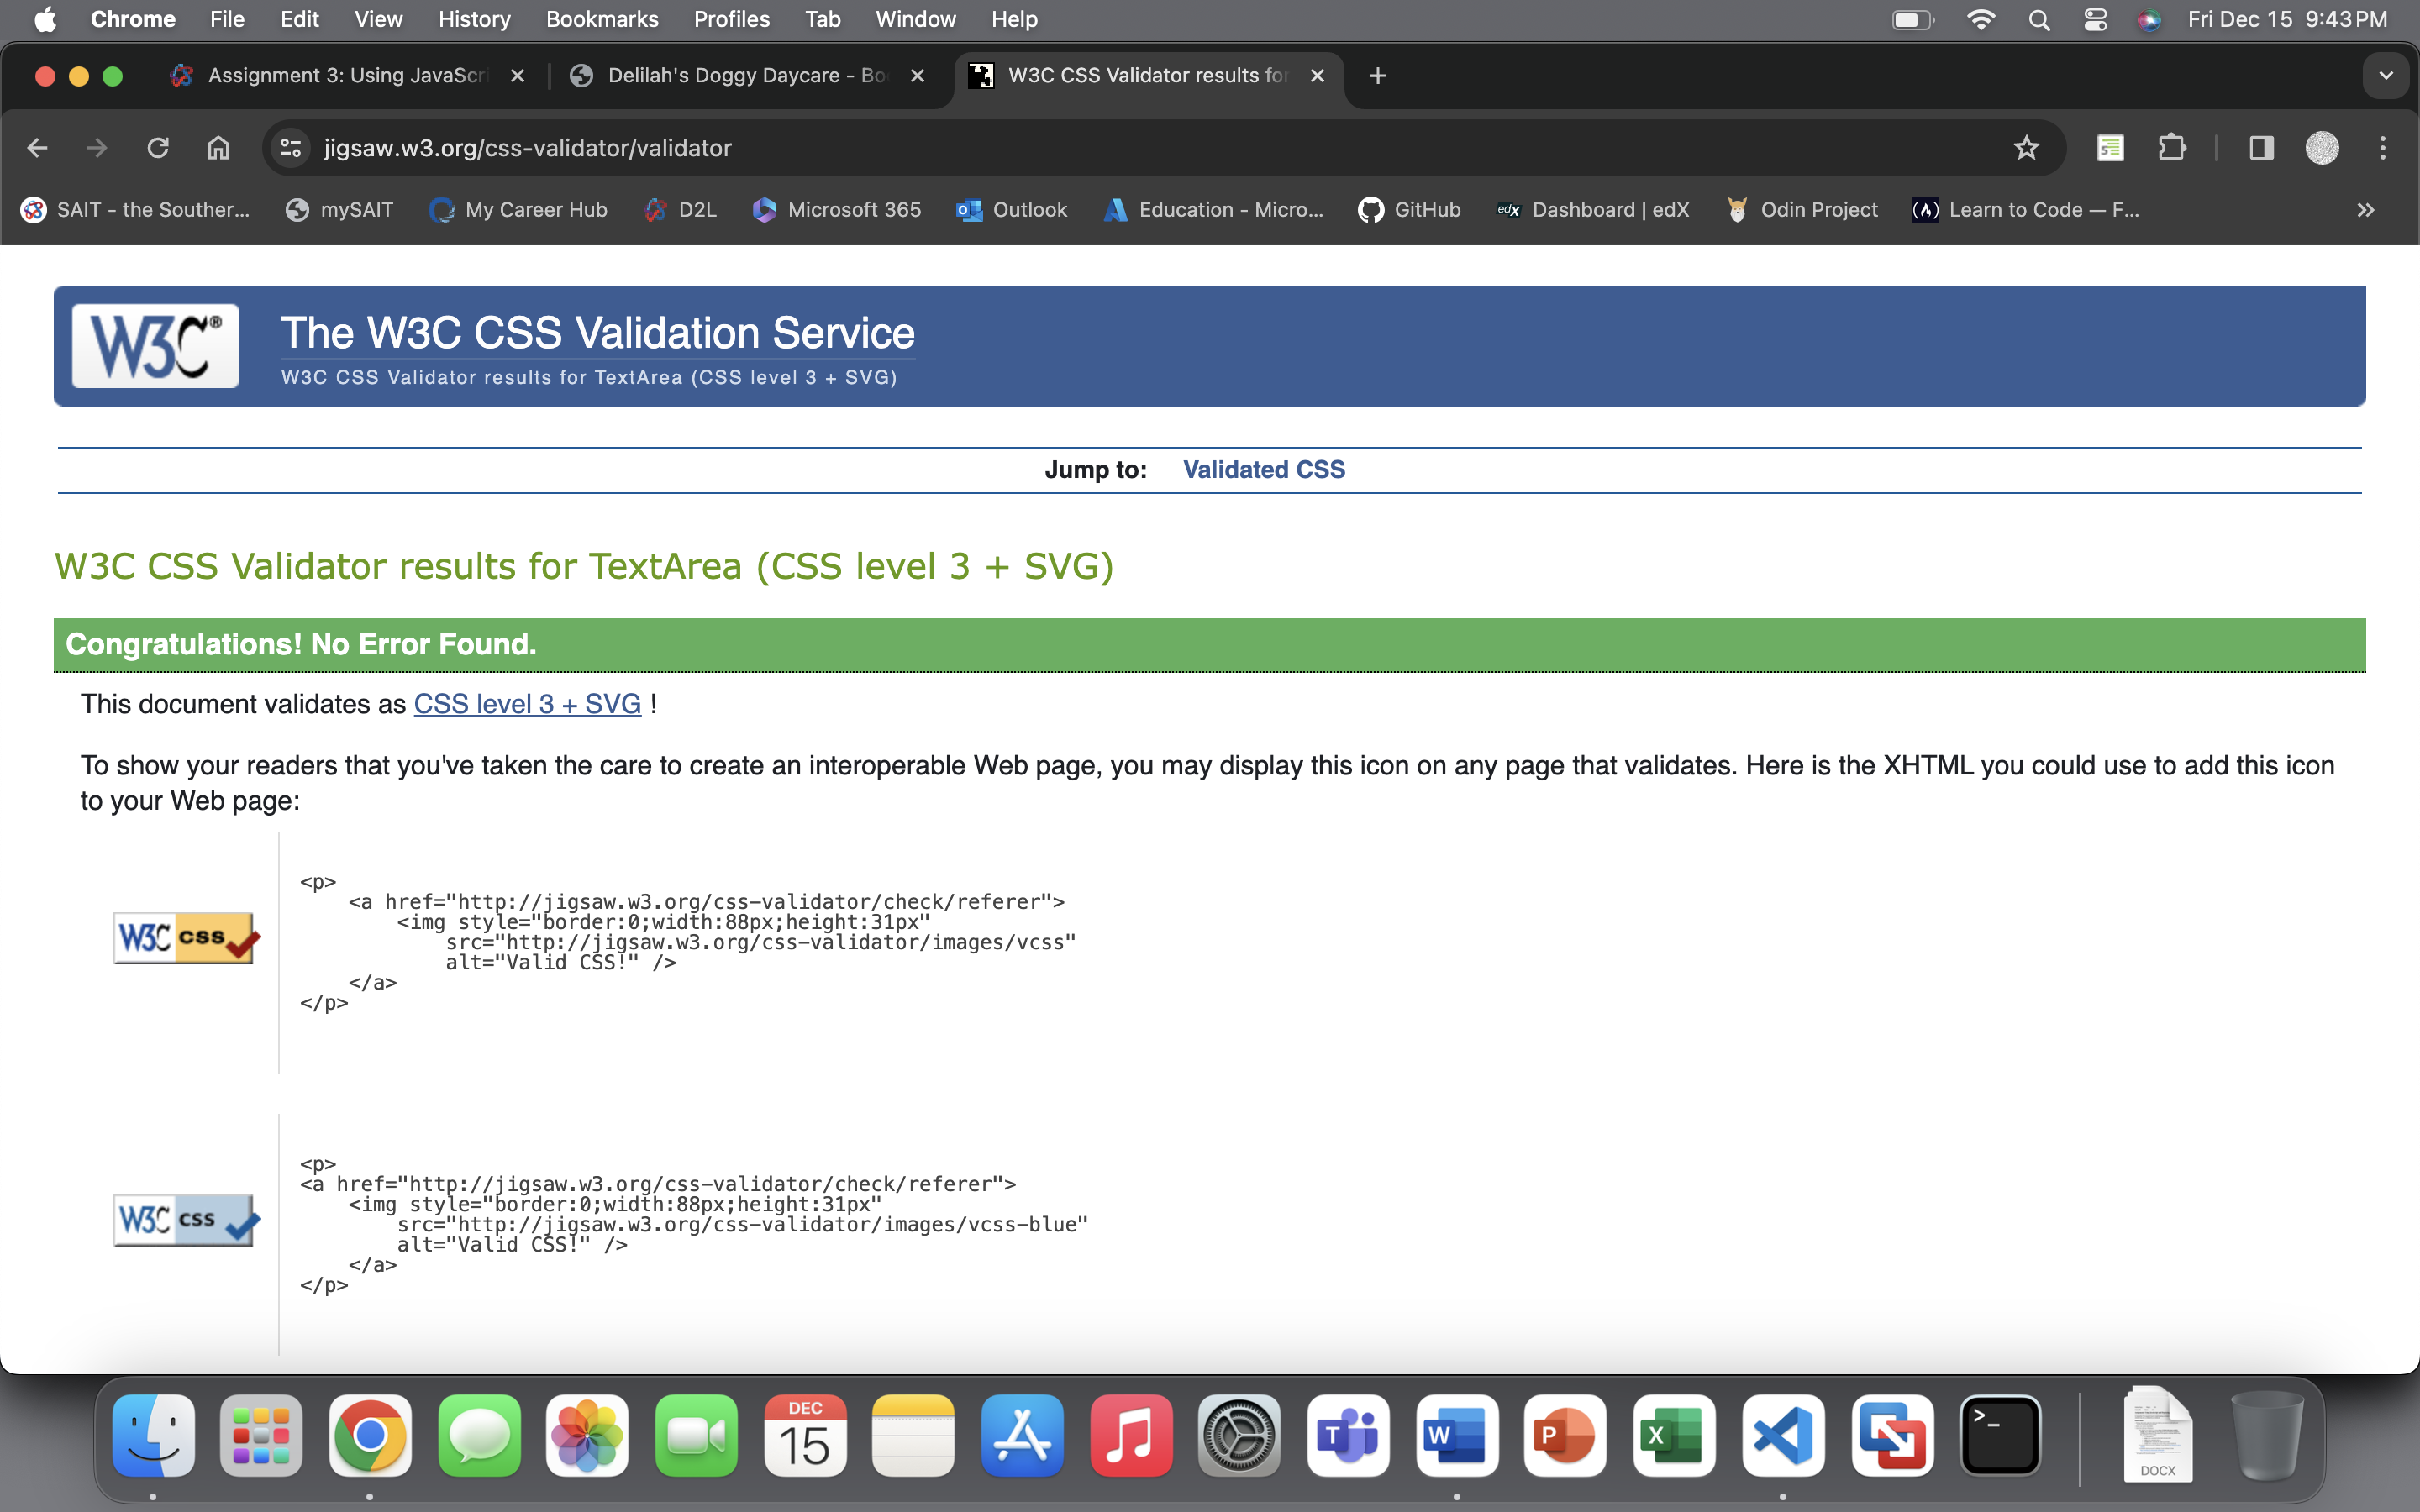 Chrome File Edit View History Bookmarks Profiles Tab Window Help Fri Dec 15 9:43 PM
Assignment 3: Using JavaScri Delilah's Doggy Daycare - Bo W3C CSS Validator results for
jigsaw.w3.org/css-validator/validator
SAIT - the Souther... mySAIT My Career Hub D2L Microsoft 365 Outlook Education - Micro... edX GitHub Dashboard | edX Odin Project Learn to Code — F...
W3C® The W3C CSS Validation Service
W3C CSS Validator results for TextArea (CSS level 3 + SVG)
Jump to: Validated CSS
W3C CSS Validator results for TextArea (CSS level 3 + SVG)
Congratulations! No Error Found.
This document validates as CSS level 3 + SVG !
To show your readers that you've taken the care to create an interoperable Web page, you may display this icon on any page that validates. Here is the XHTML you could use to add this icon
to your Web page:
<p>
<a href="http://jigsaw.w3.org/css-validator/check/referer">
<img style="border:0;width:88px;height:31px"
src="http://jigsaw.w3.org/css-validator/images/vcss"
alt="Valid CSS!" />
</a>
</p>
W3C css
<p>
<a href="http://jigsaw.w3.org/css-validator/check/referer">
<img style="border:0;width:88px;height:31px"
src="http://jigsaw.w3.org/css-validator/images/vcss-blue"
alt="Valid CSS!" />
</a>
</p>
W3C css
DEC
15
T W P X >_
DOCX